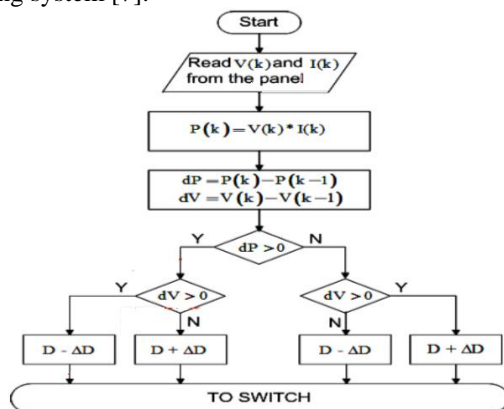 ng system [7].
Start
Read V(k) and I(k)
from the panel
P(k)=V(k)*I(k)
dP =P(k)-P(k-1)
dV =V(k)-V(k-1)
Y
dP >0
N
Y
dV > 0
N
dV > 0
Y
N
D - ΔD
D + ΔD
D - ΔD
D + ΔD
TO SWITCH